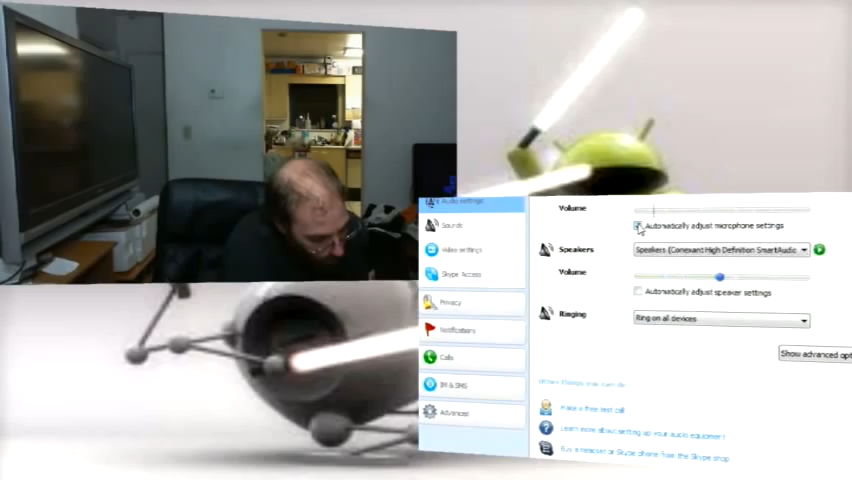 Audio settings
Volume
Sounds
Automatically adjust microphone settings
Video settings
Speakers
Speakers (Conexant High Definition SmartAudio
Skype Access
Volume
Automatically adjust speaker settings
Privacy
Notifications
Ringing
Ring on all devices
Calls
Show advanced opt
IM & SMS
Advanced
Make a free test call
Learn more about setting up your audio equipment
Buy a headset or Skype phone from the Skype shop